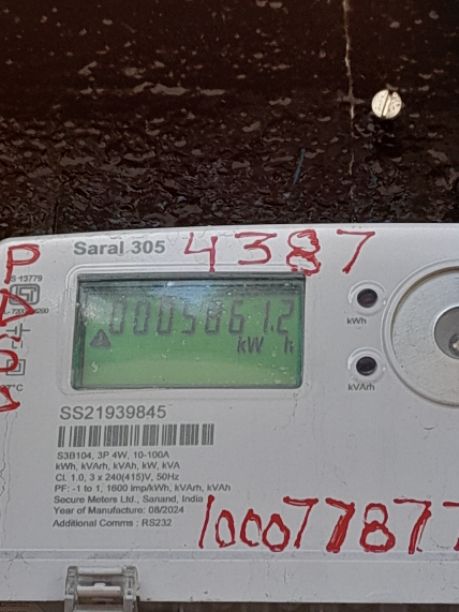 Saral 305
4387
0005861.2
kW h
kWh
kVArh
SS21939845
S3B104, 3P 4W, 10-100A
kWh, kVArh, kVAh, kW, kVA
Cl. 1.0, 3 x 240(415)V, 50Hz
PF: -1 to 1, 1600 imp/kWh, kVArh, kVAh
Secure Meters Ltd., Sanand, India
Year of Manufacture: 08/2024
Additional Comms : RS232
10007787